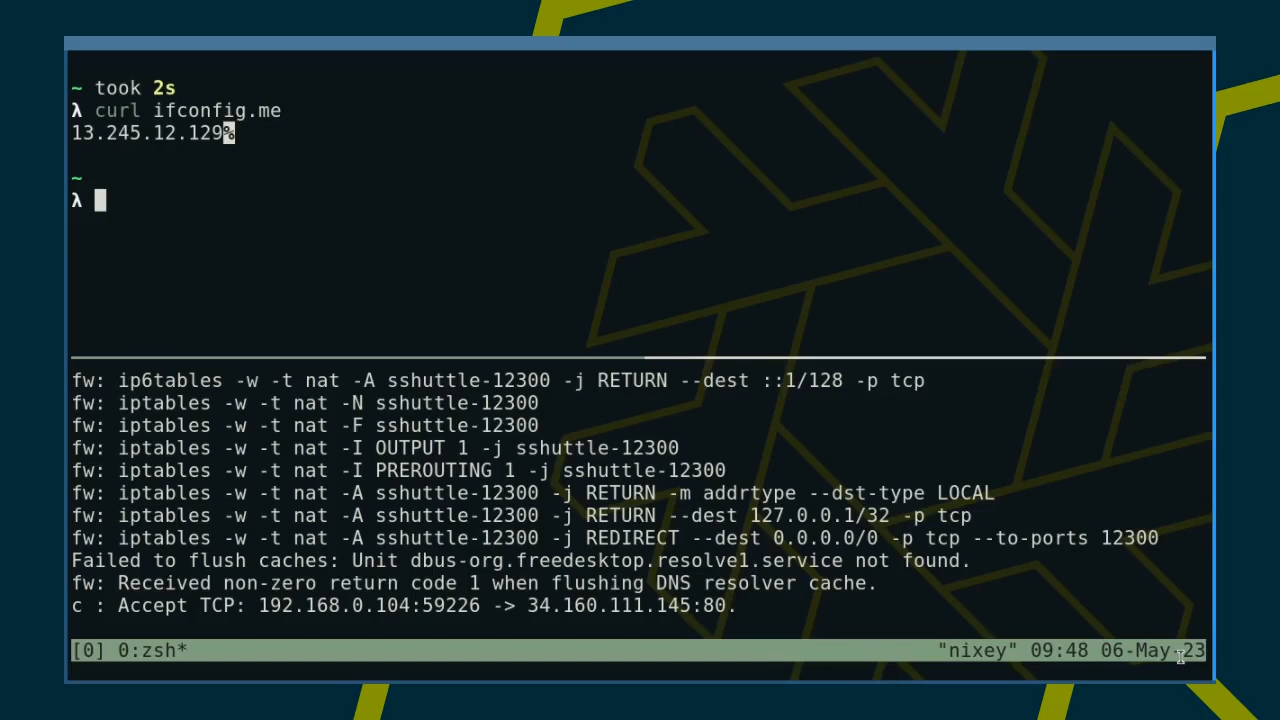 ~ took 2s
λ curl ifconfig.me
13.245.12.129%
~
λ
fw: ip6tables -w -t nat -A sshuttle-12300 -j RETURN --dest ::1/128 -p tcp
fw: iptables -w -t nat -N sshuttle-12300
fw: iptables -w -t nat -F sshuttle-12300
fw: iptables -w -t nat -I OUTPUT 1 -j sshuttle-12300
fw: iptables -w -t nat -I PREROUTING 1 -j sshuttle-12300
fw: iptables -w -t nat -A sshuttle-12300 -j RETURN -m addrtype --dst-type LOCAL
fw: iptables -w -t nat -A sshuttle-12300 -j RETURN --dest 127.0.0.1/32 -p tcp
fw: iptables -w -t nat -A sshuttle-12300 -j REDIRECT --dest 0.0.0.0/0 -p tcp --to-ports 12300
Failed to flush caches: Unit dbus-org.freedesktop.resolve1.service not found.
fw: Received non-zero return code 1 when flushing DNS resolver cache.
c : Accept TCP: 192.168.0.104:59226 -> 34.160.111.145:80.
[0] 0:zsh* "nixey" 09:48 06-May-23